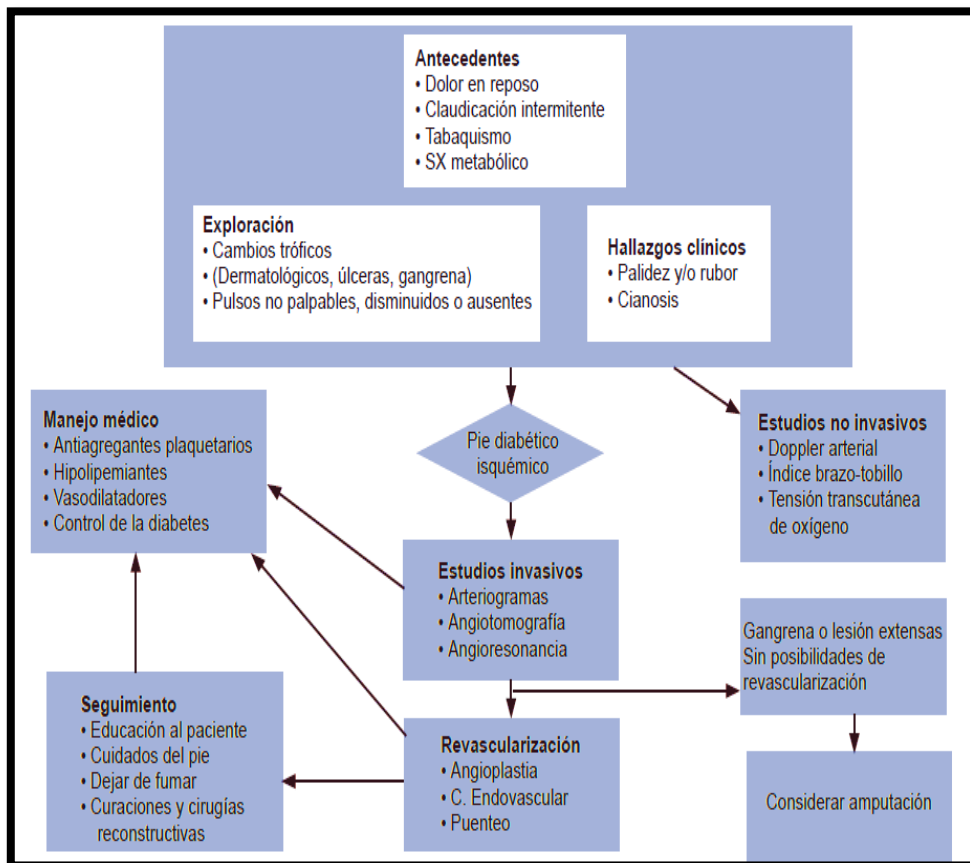 Antecedentes
• Dolor en reposo
• Claudicación intermitente
• Tabaquismo
• SX metabólico
Exploración
• Cambios tróficos
• (Dermatológicos, úlceras, gangrena)
• Pulsos no palpables, disminuidos o ausentes
Hallazgos clínicos
• Palidez y/o rubor
• Cianosis
Manejo médico
• Antiagregantes plaquetarios
• Hipolipemiantes
• Vasodilatadores
• Control de la diabetes
Pie diabético
isquémico
Estudios no invasivos
• Doppler arterial
• Índice brazo-tobillo
• Tensión transcutánea
de oxígeno
Estudios invasivos
• Arteriogramas
• Angiotomografía
• Angioresonancia
Gangrena o lesión extensas
Sin posibilidades de
revascularización
Seguimiento
• Educación al paciente
• Cuidados del pie
• Dejar de fumar
• Curaciones y cirugías
reconstructivas
Revascularización
• Angioplastia
• C. Endovascular
• Puenteo
Considerar amputación